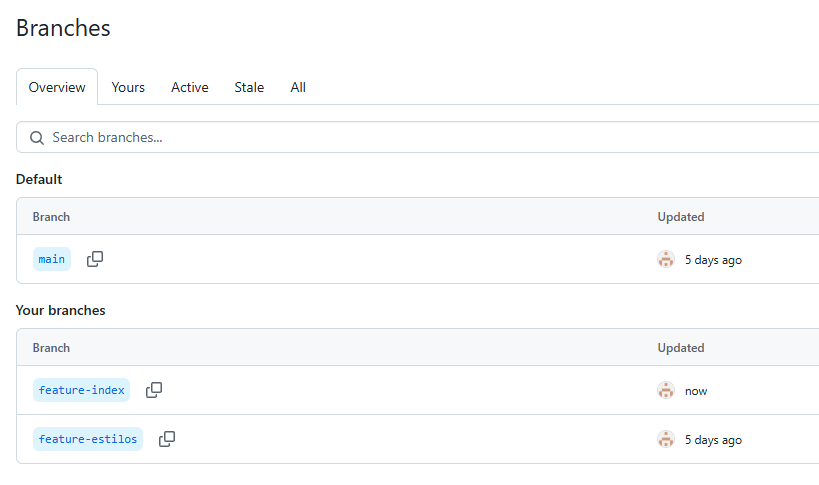 Branches
Overview Yours Active Stale All
Search branches...
Default
Branch Updated
main 5 days ago
Your branches
Branch Updated
feature-index now
feature-estilos 5 days ago